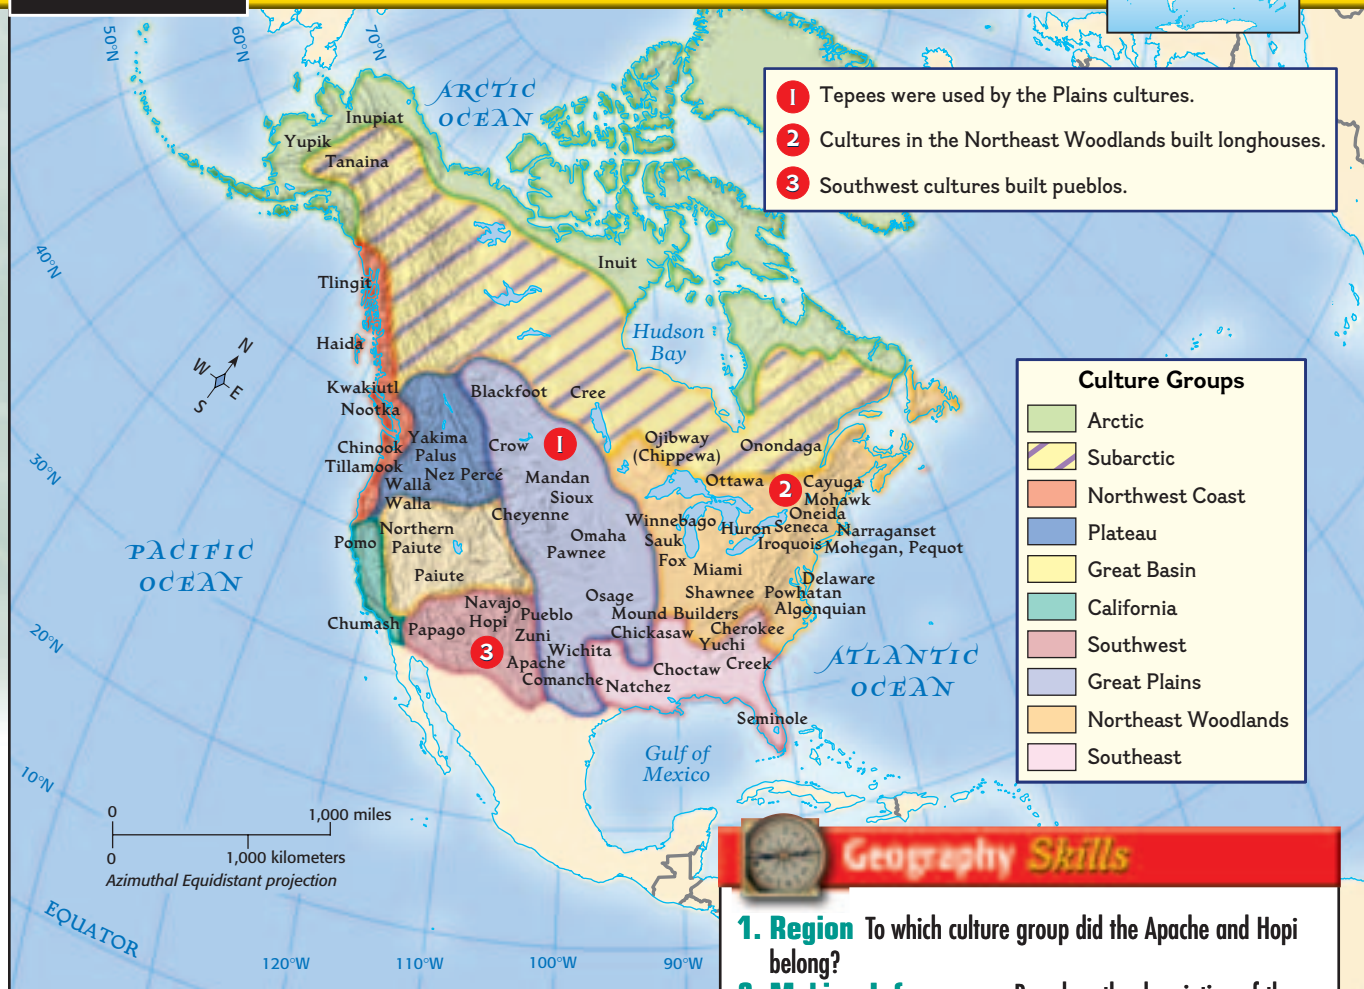 50°N
60°N
70°N
ARCTIC
OCEAN
1 Tepees were used by the Plains cultures.
2 Cultures in the Northeast Woodlands built longhouses.
3 Southwest cultures built pueblos.
Inupiat
Yupik
Tanaina
40°N
Inuit
Tlingit
Hudson
Bay
Haida
N
W
E
S
Kwakiutl
Nootka
Blackfoot
Cree
Culture Groups
Arctic
Subarctic
Northwest Coast
Plateau
Great Basin
California
Southwest
Great Plains
Northeast Woodlands
Southeast
Chinook
Tillamook
Yakima
Palus
Nez Percé
Walla
Walla
Crow
1
Ojibway
(Chippewa)
Onondaga
30°N
Mandan
Sioux
Cheyenne
Ottawa
2
Cayuga
Mohawk
Oneida
Winnebago
Huron
Seneca
Narraganset
Iroquois
Mohegan, Pequot
Northern
Paiute
Pomo
Omaha
Pawnee
Sauk
Fox
Miami
PACIFIC
OCEAN
Paiute
Delaware
Osage
Shawnee
Powhatan
Algonquian
Navajo
Hopi
Pueblo
Mound Builders
20°N
Chumash
Papago
Zuni
Chickasaw
Cherokee
Yuchi
3
Wichita
Apache
Comanche
Choctaw
Creek
Natchez
ATLANTIC
OCEAN
Seminole
Gulf of
Mexico
10°N
0
1,000 miles
0
1,000 kilometers
Azimuthal Equidistant projection
EQUATOR
120°W
110°W
100°W
90°W
Geography Skills
1. Region To which culture group did the Apache and Hopi
belong?